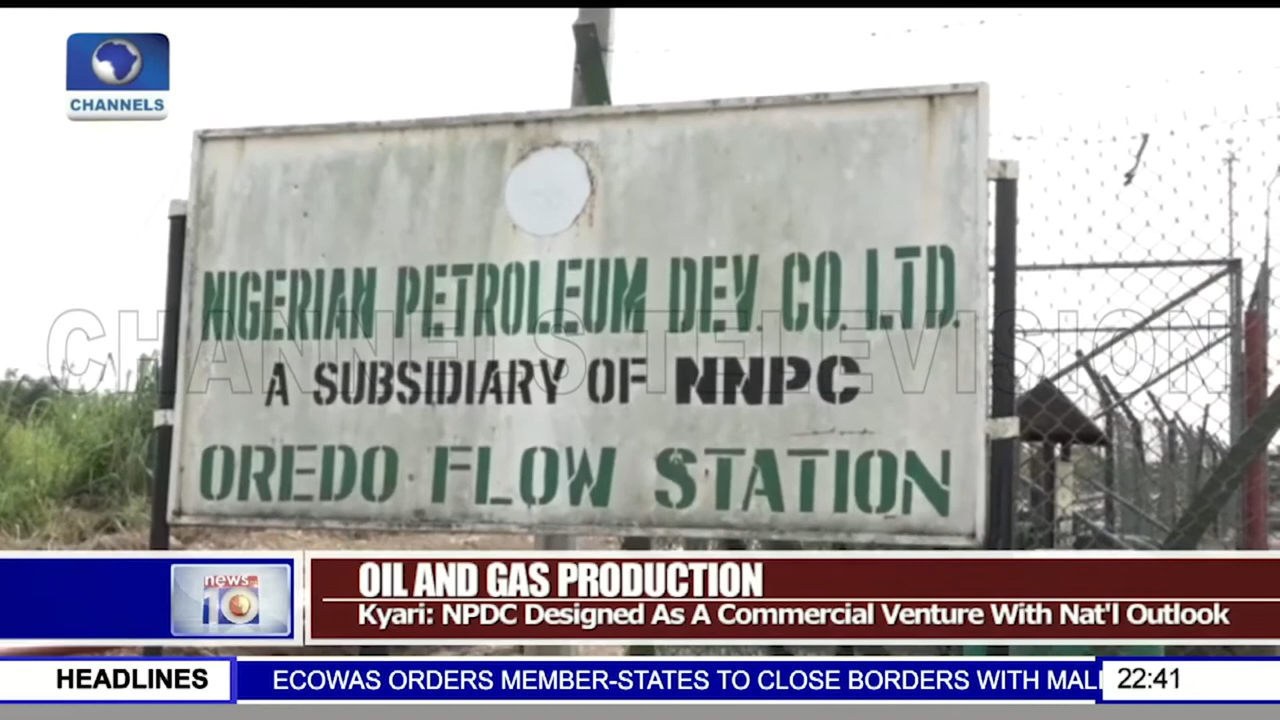 CHANNELS
NIGERIAN PETROLEUM DEV. CO. LTD.
CHANNELS TELEVISION
A SUBSIDIARY OF NNPC
OREDO FLOW STATION
news
10
OIL AND GAS PRODUCTION
Kyari: NPDC Designed As A Commercial Venture With Nat'l Outlook
HEADLINES
ECOWAS ORDERS MEMBER-STATES TO CLOSE BORDERS WITH MALI
22:41